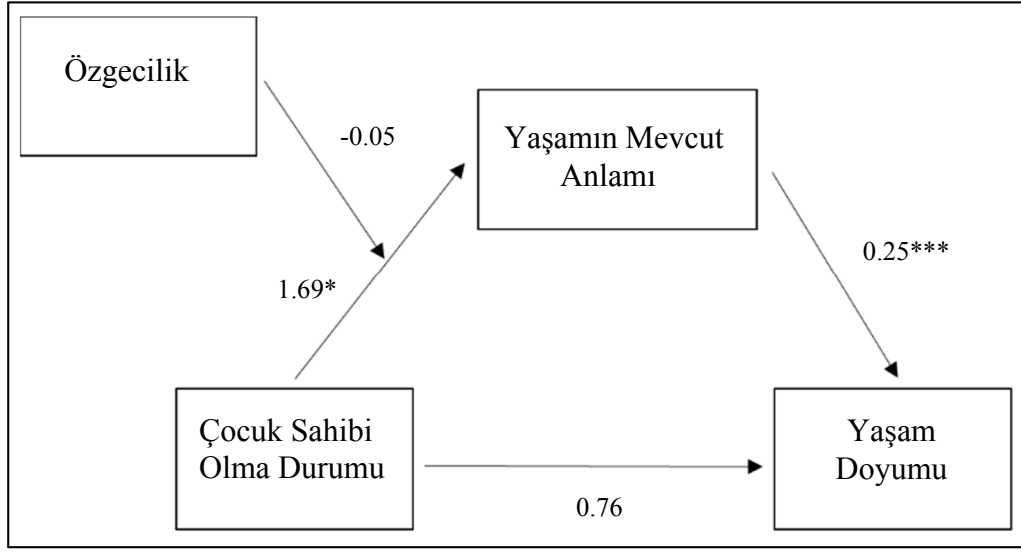 Özgecilik
-0.05
Yaşamın Mevcut
Anlamı
0.25***
1.69*
Çocuk Sahibi
Olma Durumu
0.76
Yaşam
Doyumu